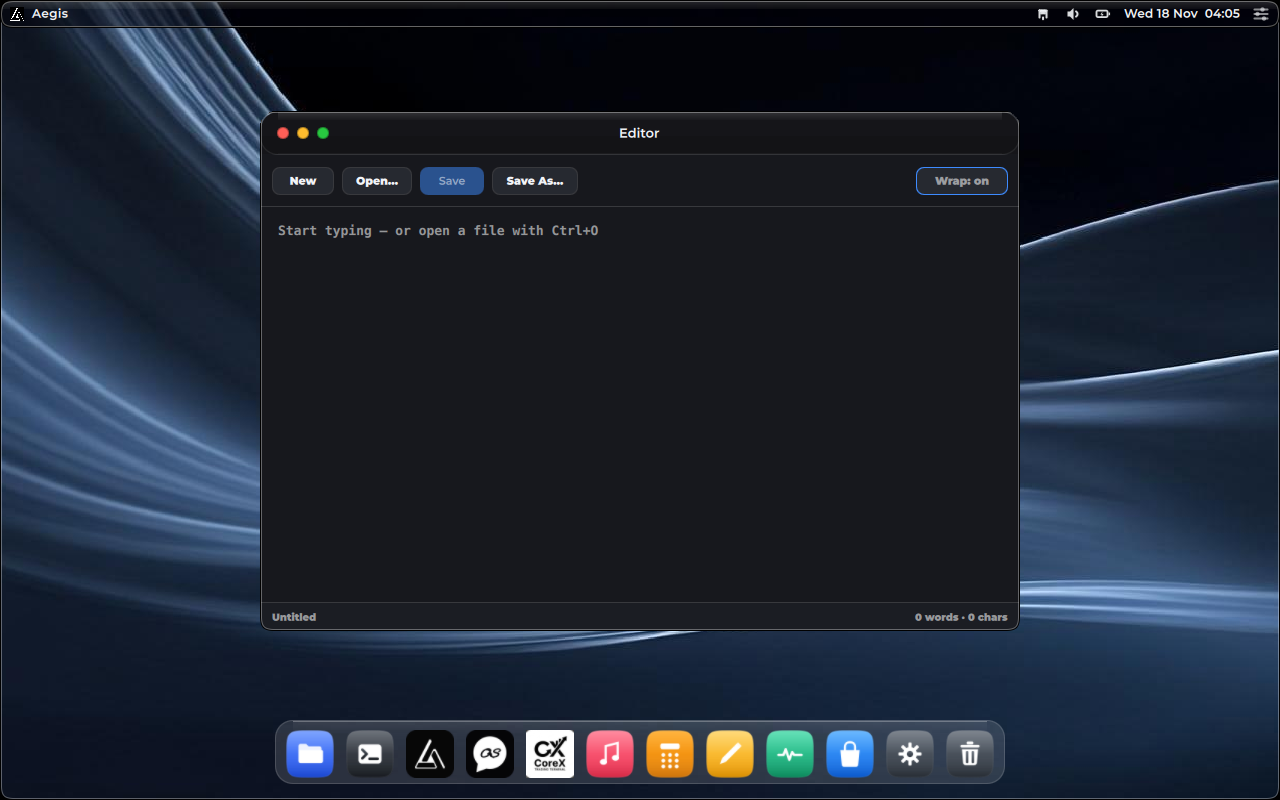 Aegis
Wed 18 Nov 04:05
Editor
New Open... Save Save As... Wrap: on
Start typing — or open a file with Ctrl+O
Untitled 0 words • 0 chars
as
CX
CoreX